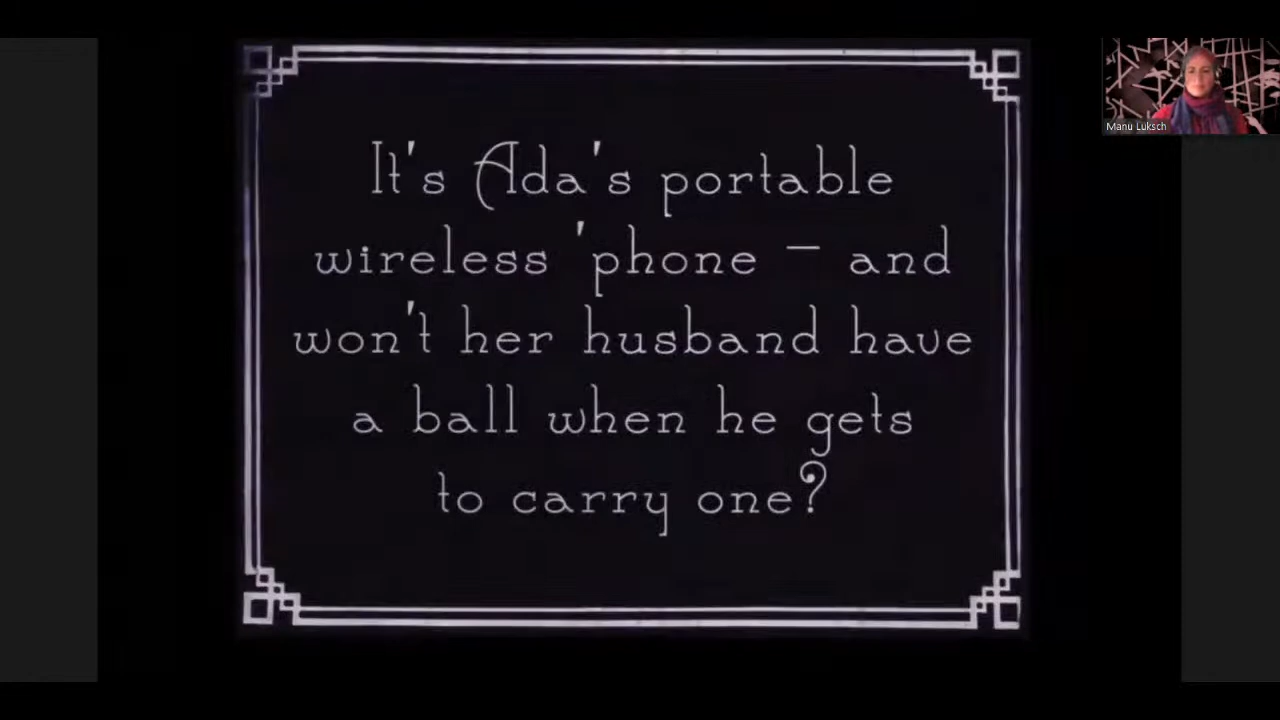 It's Ada's portable
wireless 'phone – and
won't her husband have
a ball when he gets
to carry one?
Manu Luksch